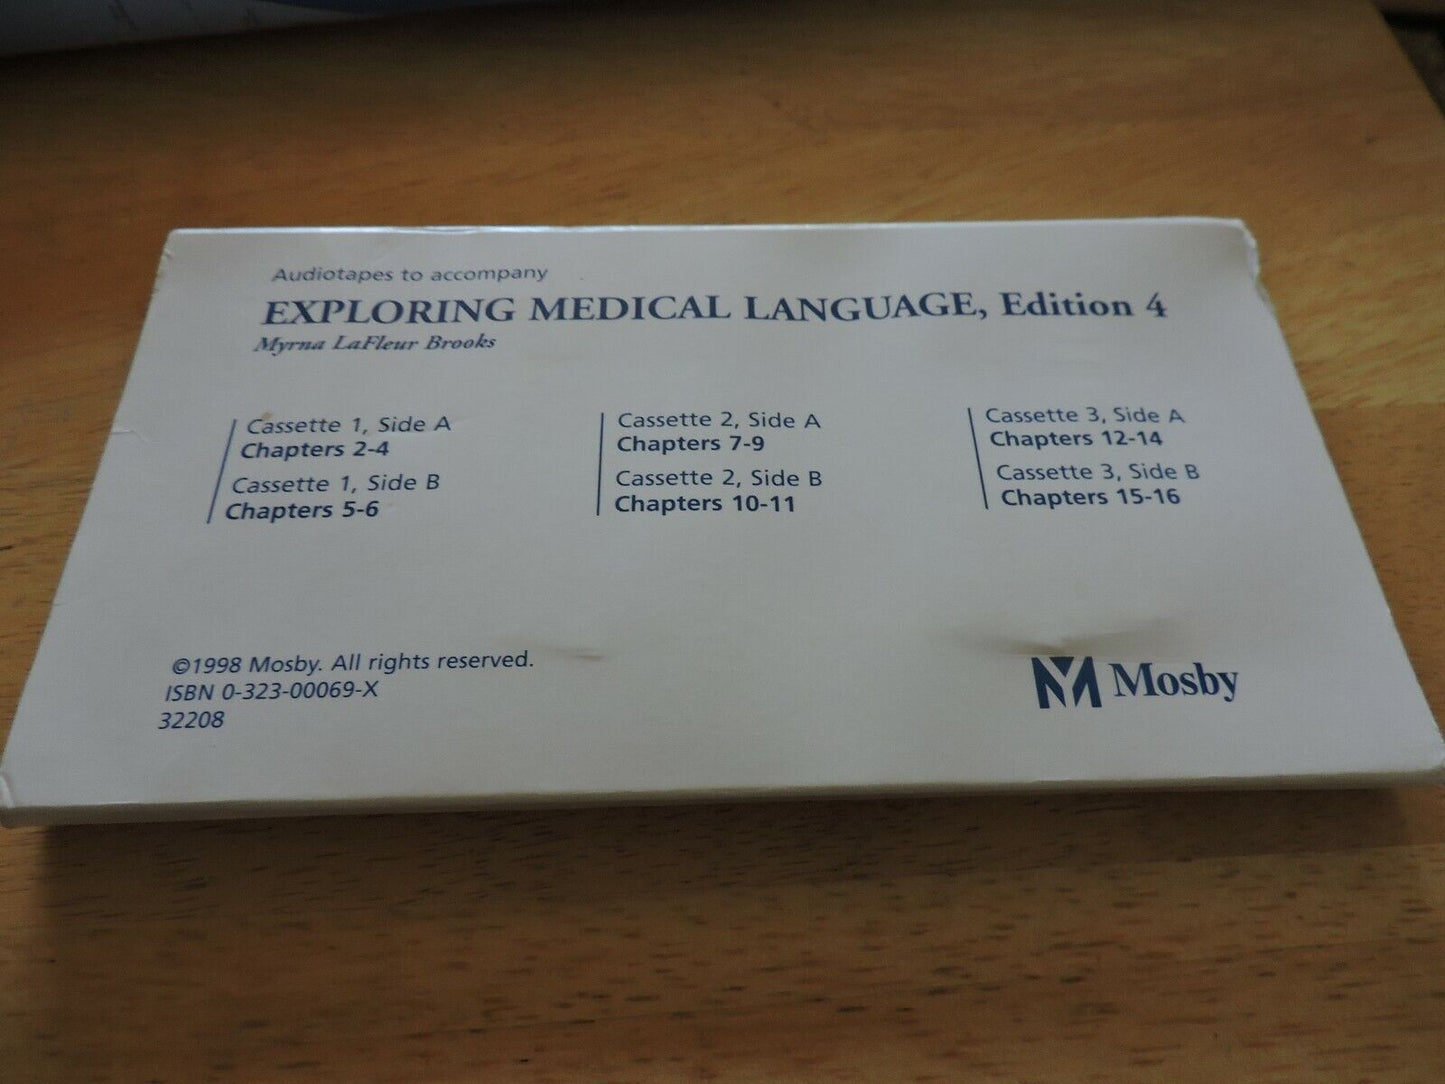 Audiotapes to accompany
EXPLORING MEDICAL LANGUAGE, Edition 4
Myrna LaFleur Brooks
Cassette 1, Side A
Chapters 2-4
Cassette 1, Side B
Chapters 5-6
Cassette 2, Side A
Chapters 7-9
Cassette 2, Side B
Chapters 10-11
Cassette 3, Side A
Chapters 12-14
Cassette 3, Side B
Chapters 15-16
©1998 Mosby. All rights reserved.
ISBN 0-323-00069-X
32208
M Mosby